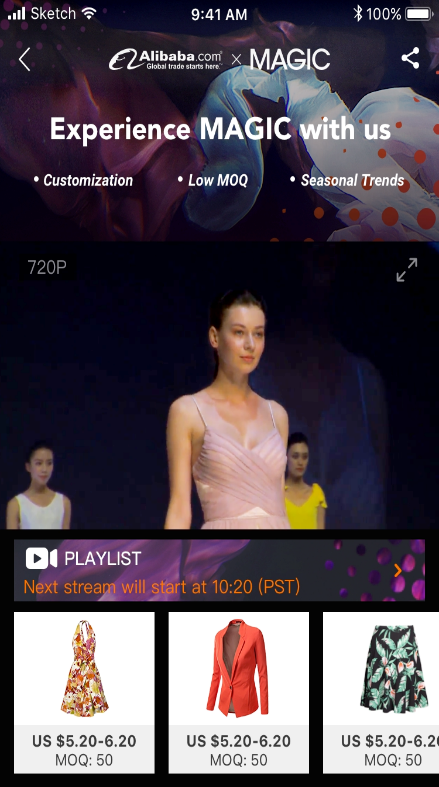 Sketch 9:41 AM 100%
Alibaba.com × MAGIC
Global trade starts here.
Experience MAGIC with us
• Customization • Low MOQ • Seasonal Trends
720P
PLAYLIST
Next stream will start at 10:20 (PST)
US $5.20-6.20 US $5.20-6.20 US $5.20-6.20
MOQ: 50 MOQ: 50 MOQ: 50